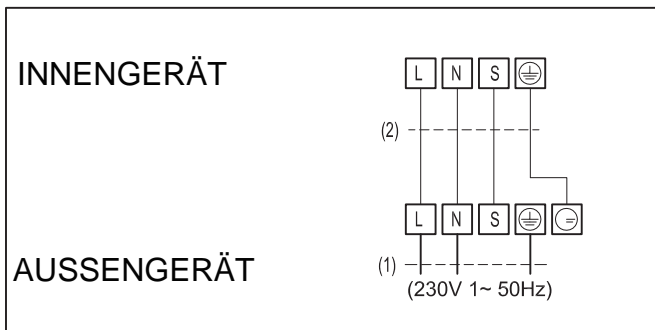 INNENGERÄT
L N S
(2)
L N S
AUSSENGERÄT
(1)
(230V 1~ 50Hz)